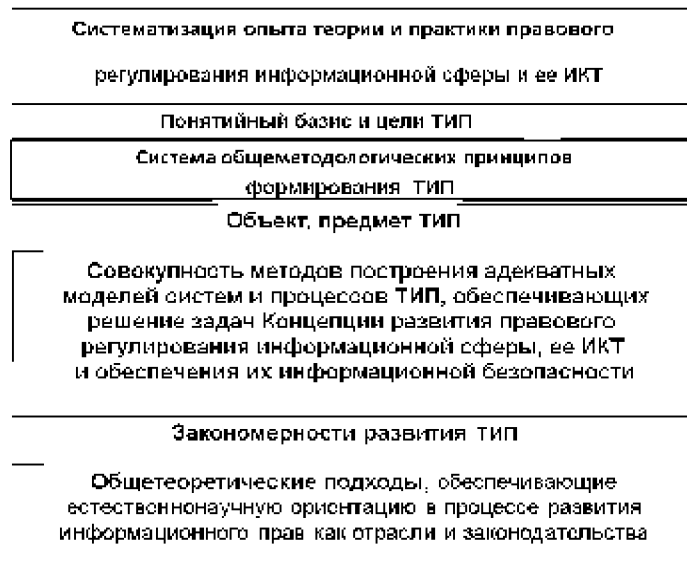 Систематизация опыта теории и практики правового
регулирования информационной сферы и ее ИКТ
Понятийный базис и цели ТИП
Система общеметодологических принципов
формирования ТИП
Объект, предмет ТИП
Совокупность методов построения адекватных
моделей систем и процессов ТИП, обеспечивающих
решение задач Концепции развития правового
регулирования информационной сферы, ее ИКТ
и обеспечения их информационной безопасности
Закономерности развития ТИП
Общетеоретические подходы, обеспечивающие
естественнонаучную ориентацию в процессе развития
информационного прав как отрасли и законодательства